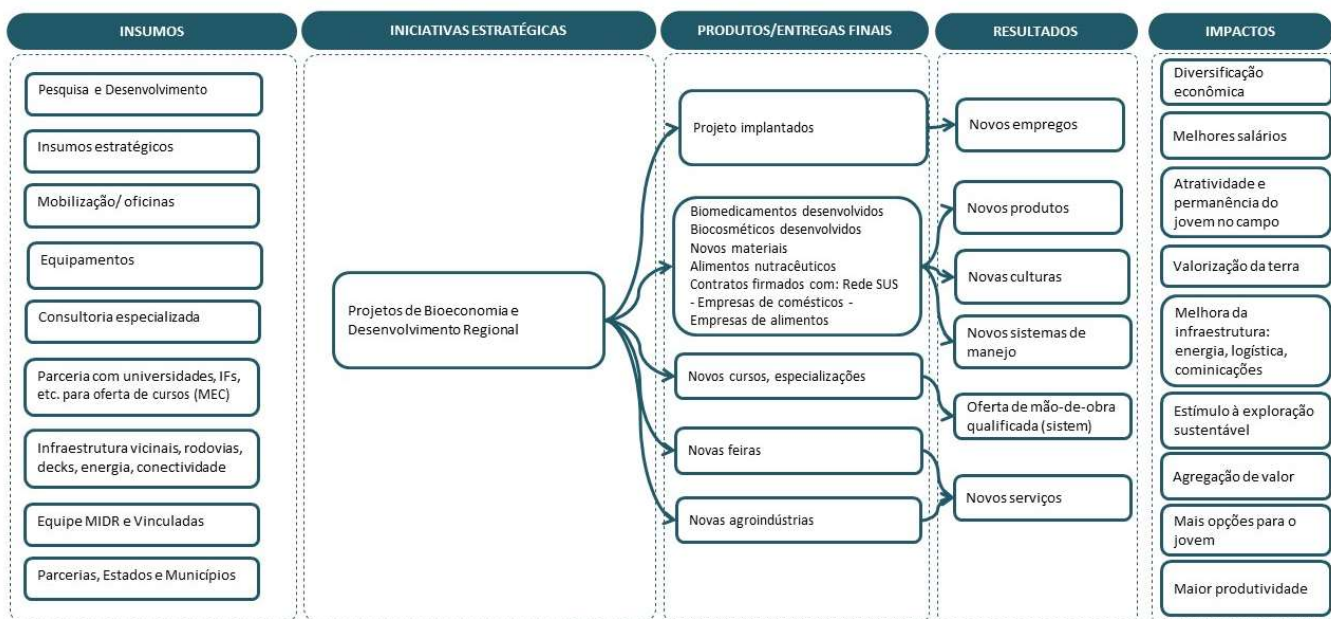 INSUMOS
INICIATIVAS ESTRATÉGICAS
PRODUTOS/ENTREGAS FINAIS
RESULTADOS
IMPACTOS
Pesquisa e Desenvolvimento
Insumos estratégicos
Mobilização/ oficinas
Equipamentos
Consultoria especializada
Parceria com universidades, IFs,
etc. para oferta de cursos (MEC)
Infraestrutura vicinais, rodovias,
decks, energia, conectividade
Equipe MIDR e Vinculadas
Parcerias, Estados e Municípios
Projetos de Bioeconomia e
Desenvolvimento Regional
Projeto implantados
Biomedicamentos desenvolvidos
Biocosméticos desenvolvidos
Novos materiais
Alimentos nutracêuticos
Contratos firmados com: Rede SUS
- Empresas de comésticos -
Empresas de alimentos
Novos cursos, especializações
Novas feiras
Novas agroindústrias
Novos empregos
Novos produtos
Novas culturas
Novos sistemas de
manejo
Oferta de mão-de-obra
qualificada (sistem)
Novos serviços
Diversificação
econômica
Melhores salários
Atratividade e
permanência do
jovem no campo
Valorização da terra
Melhora da
infraestrutura:
energia, logística,
cominicações
Estímulo à exploração
sustentável
Agregação de valor
Mais opções para o
jovem
Maior produtividade